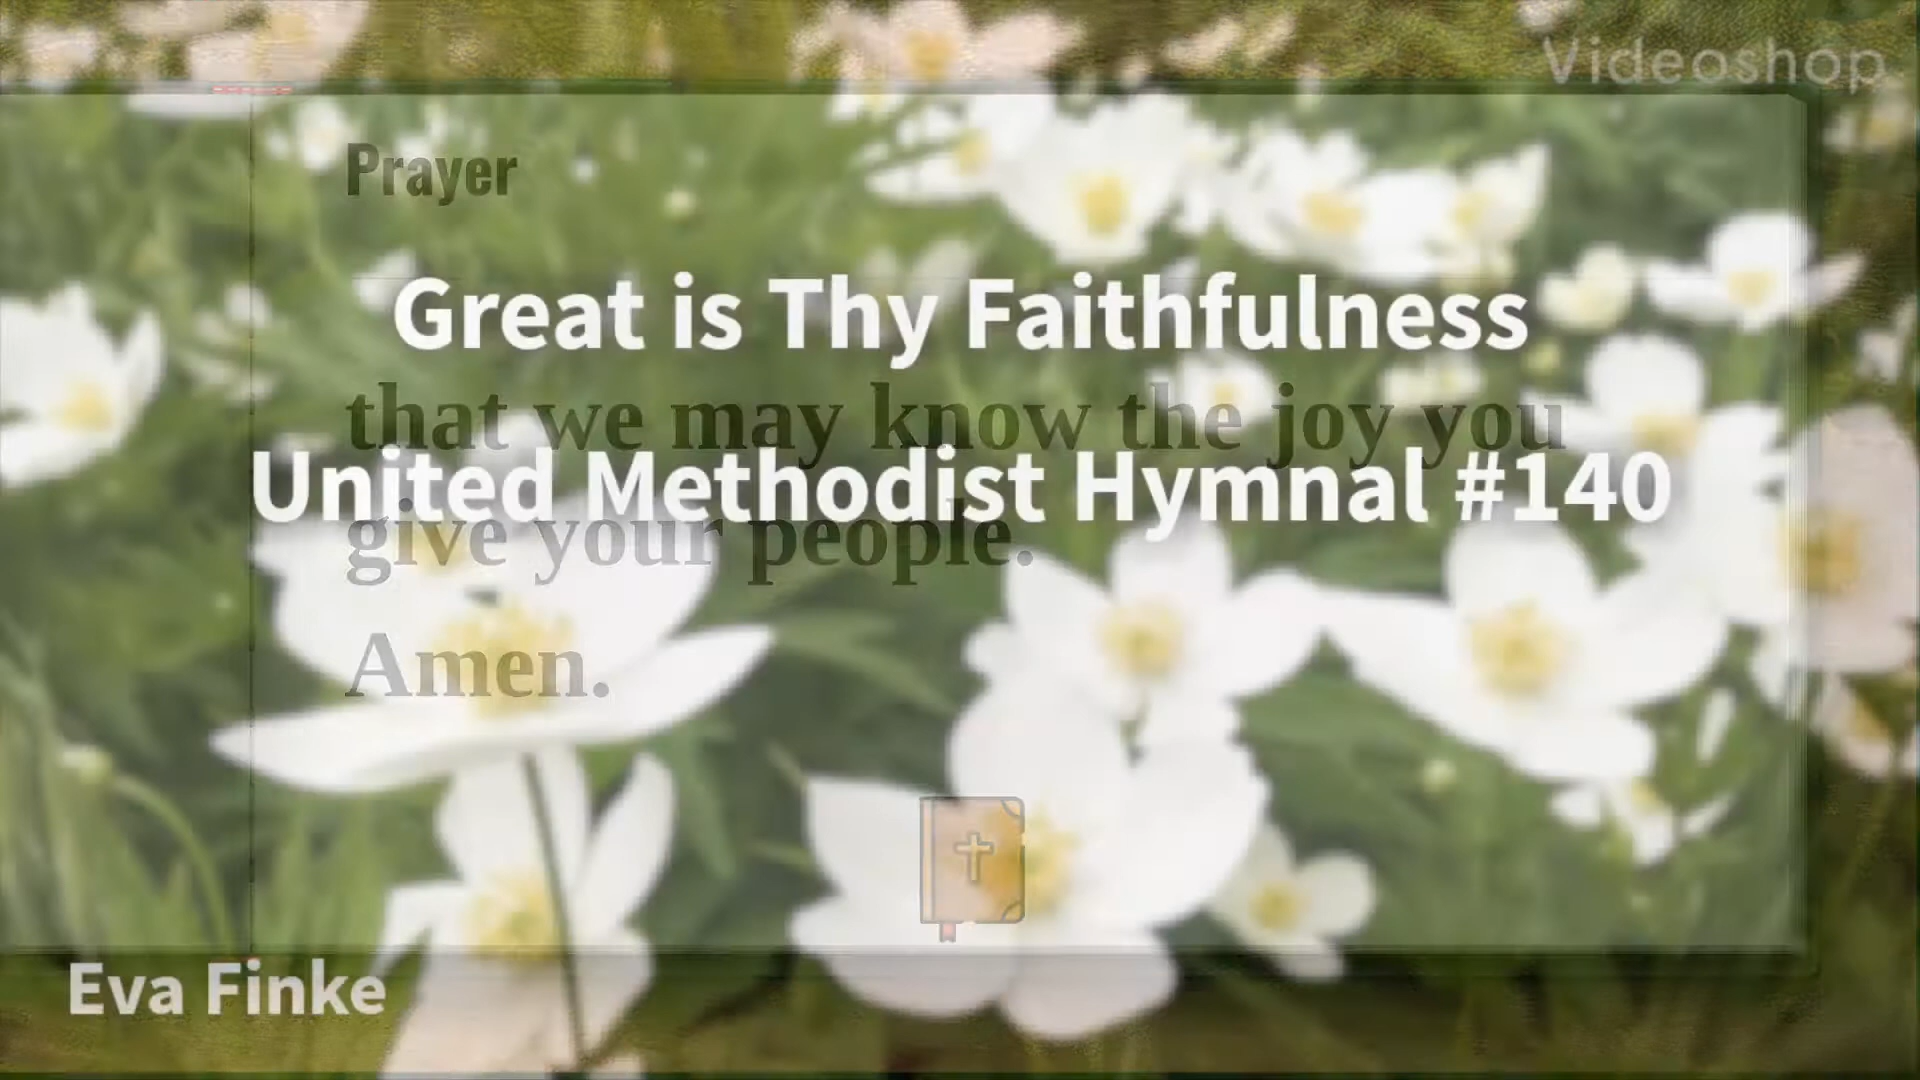 Videoshop
Prayer
Great is Thy Faithfulness
that we may know the joy you
United Methodist Hymnal #140
give your people.
Amen.
Eva Finke